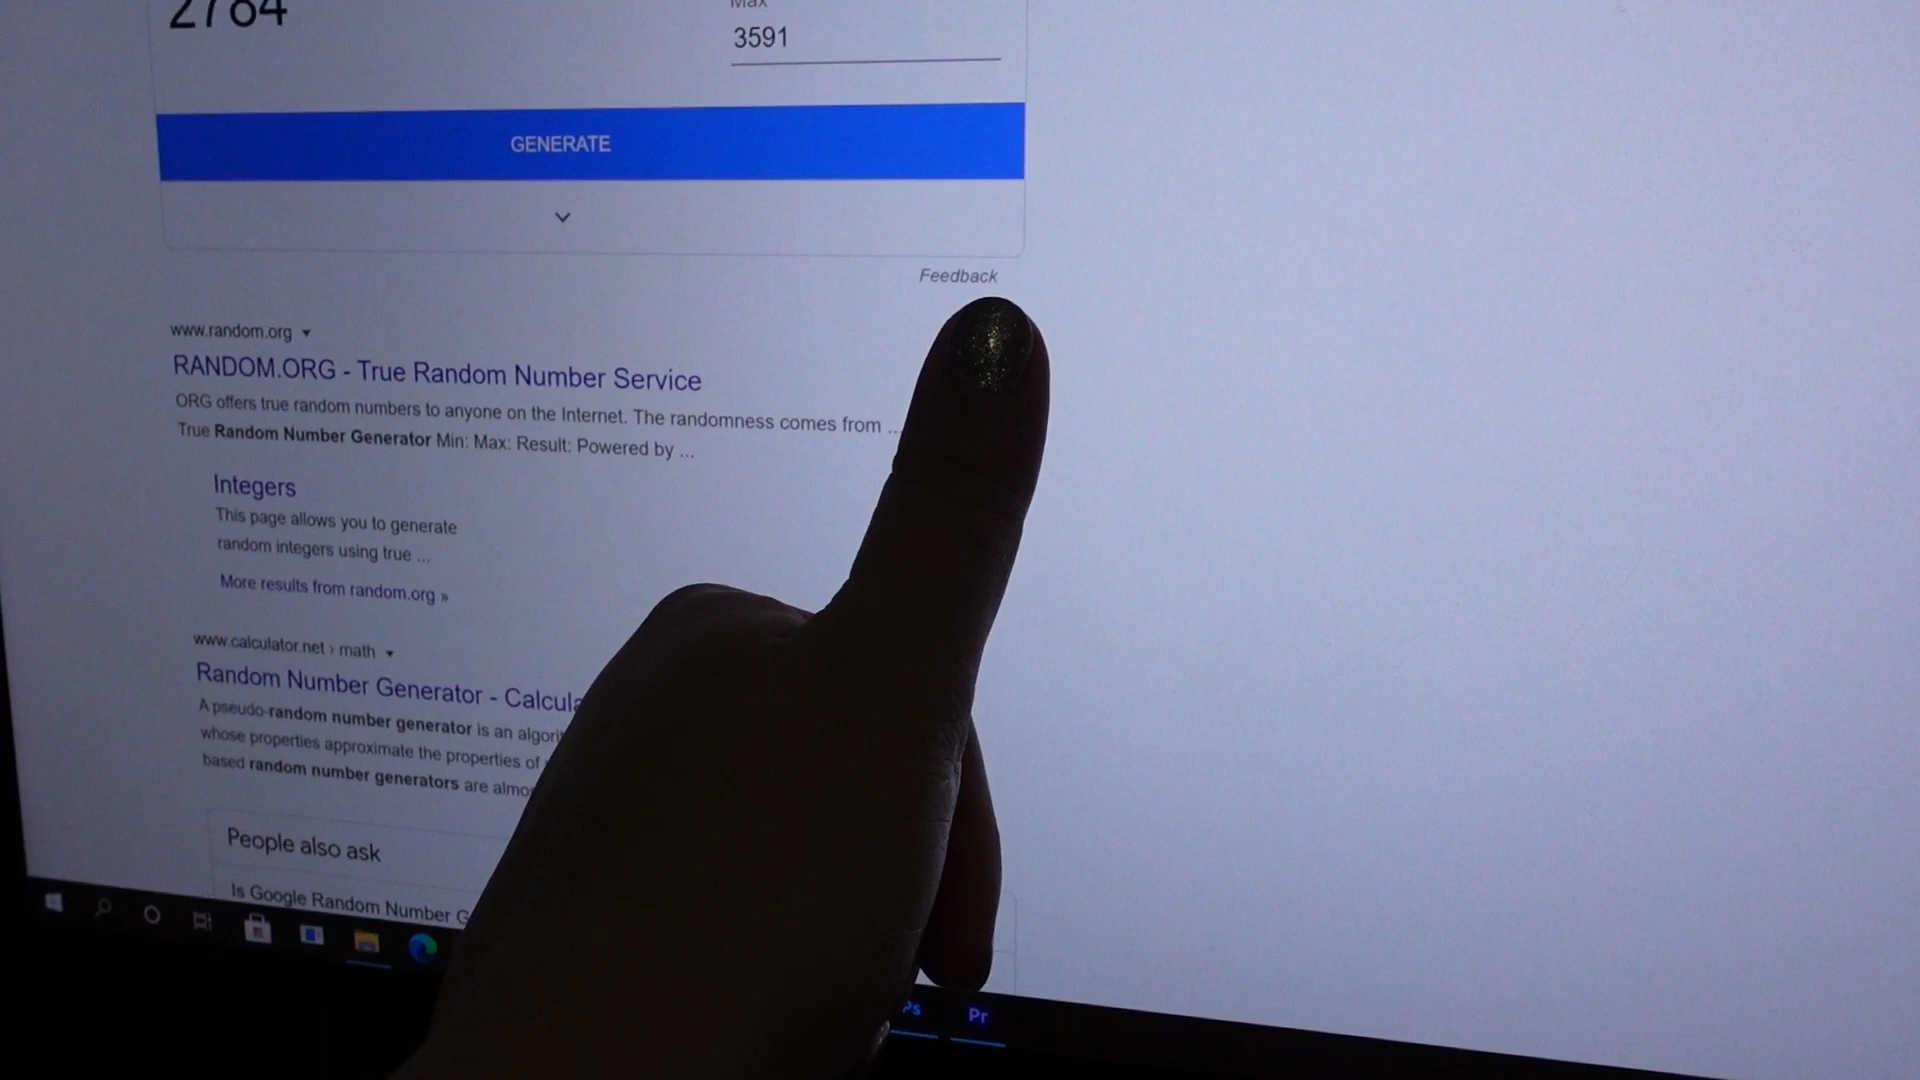 2784
Max
3591
GENERATE
Feedback
www.random.org
RANDOM.ORG - True Random Number Service
ORG offers true random numbers to anyone on the Internet. The randomness comes from ...
True Random Number Generator Min: Max: Result: Powered by ...
Integers
This page allows you to generate
random integers using true ...
More results from random.org »
www.calculator.net › math
Random Number Generator -
A pseudo-random number generator is an
whose properties approximate the properties of
based random number generators are
People also ask
Is Google Random Number
Ps
Pr